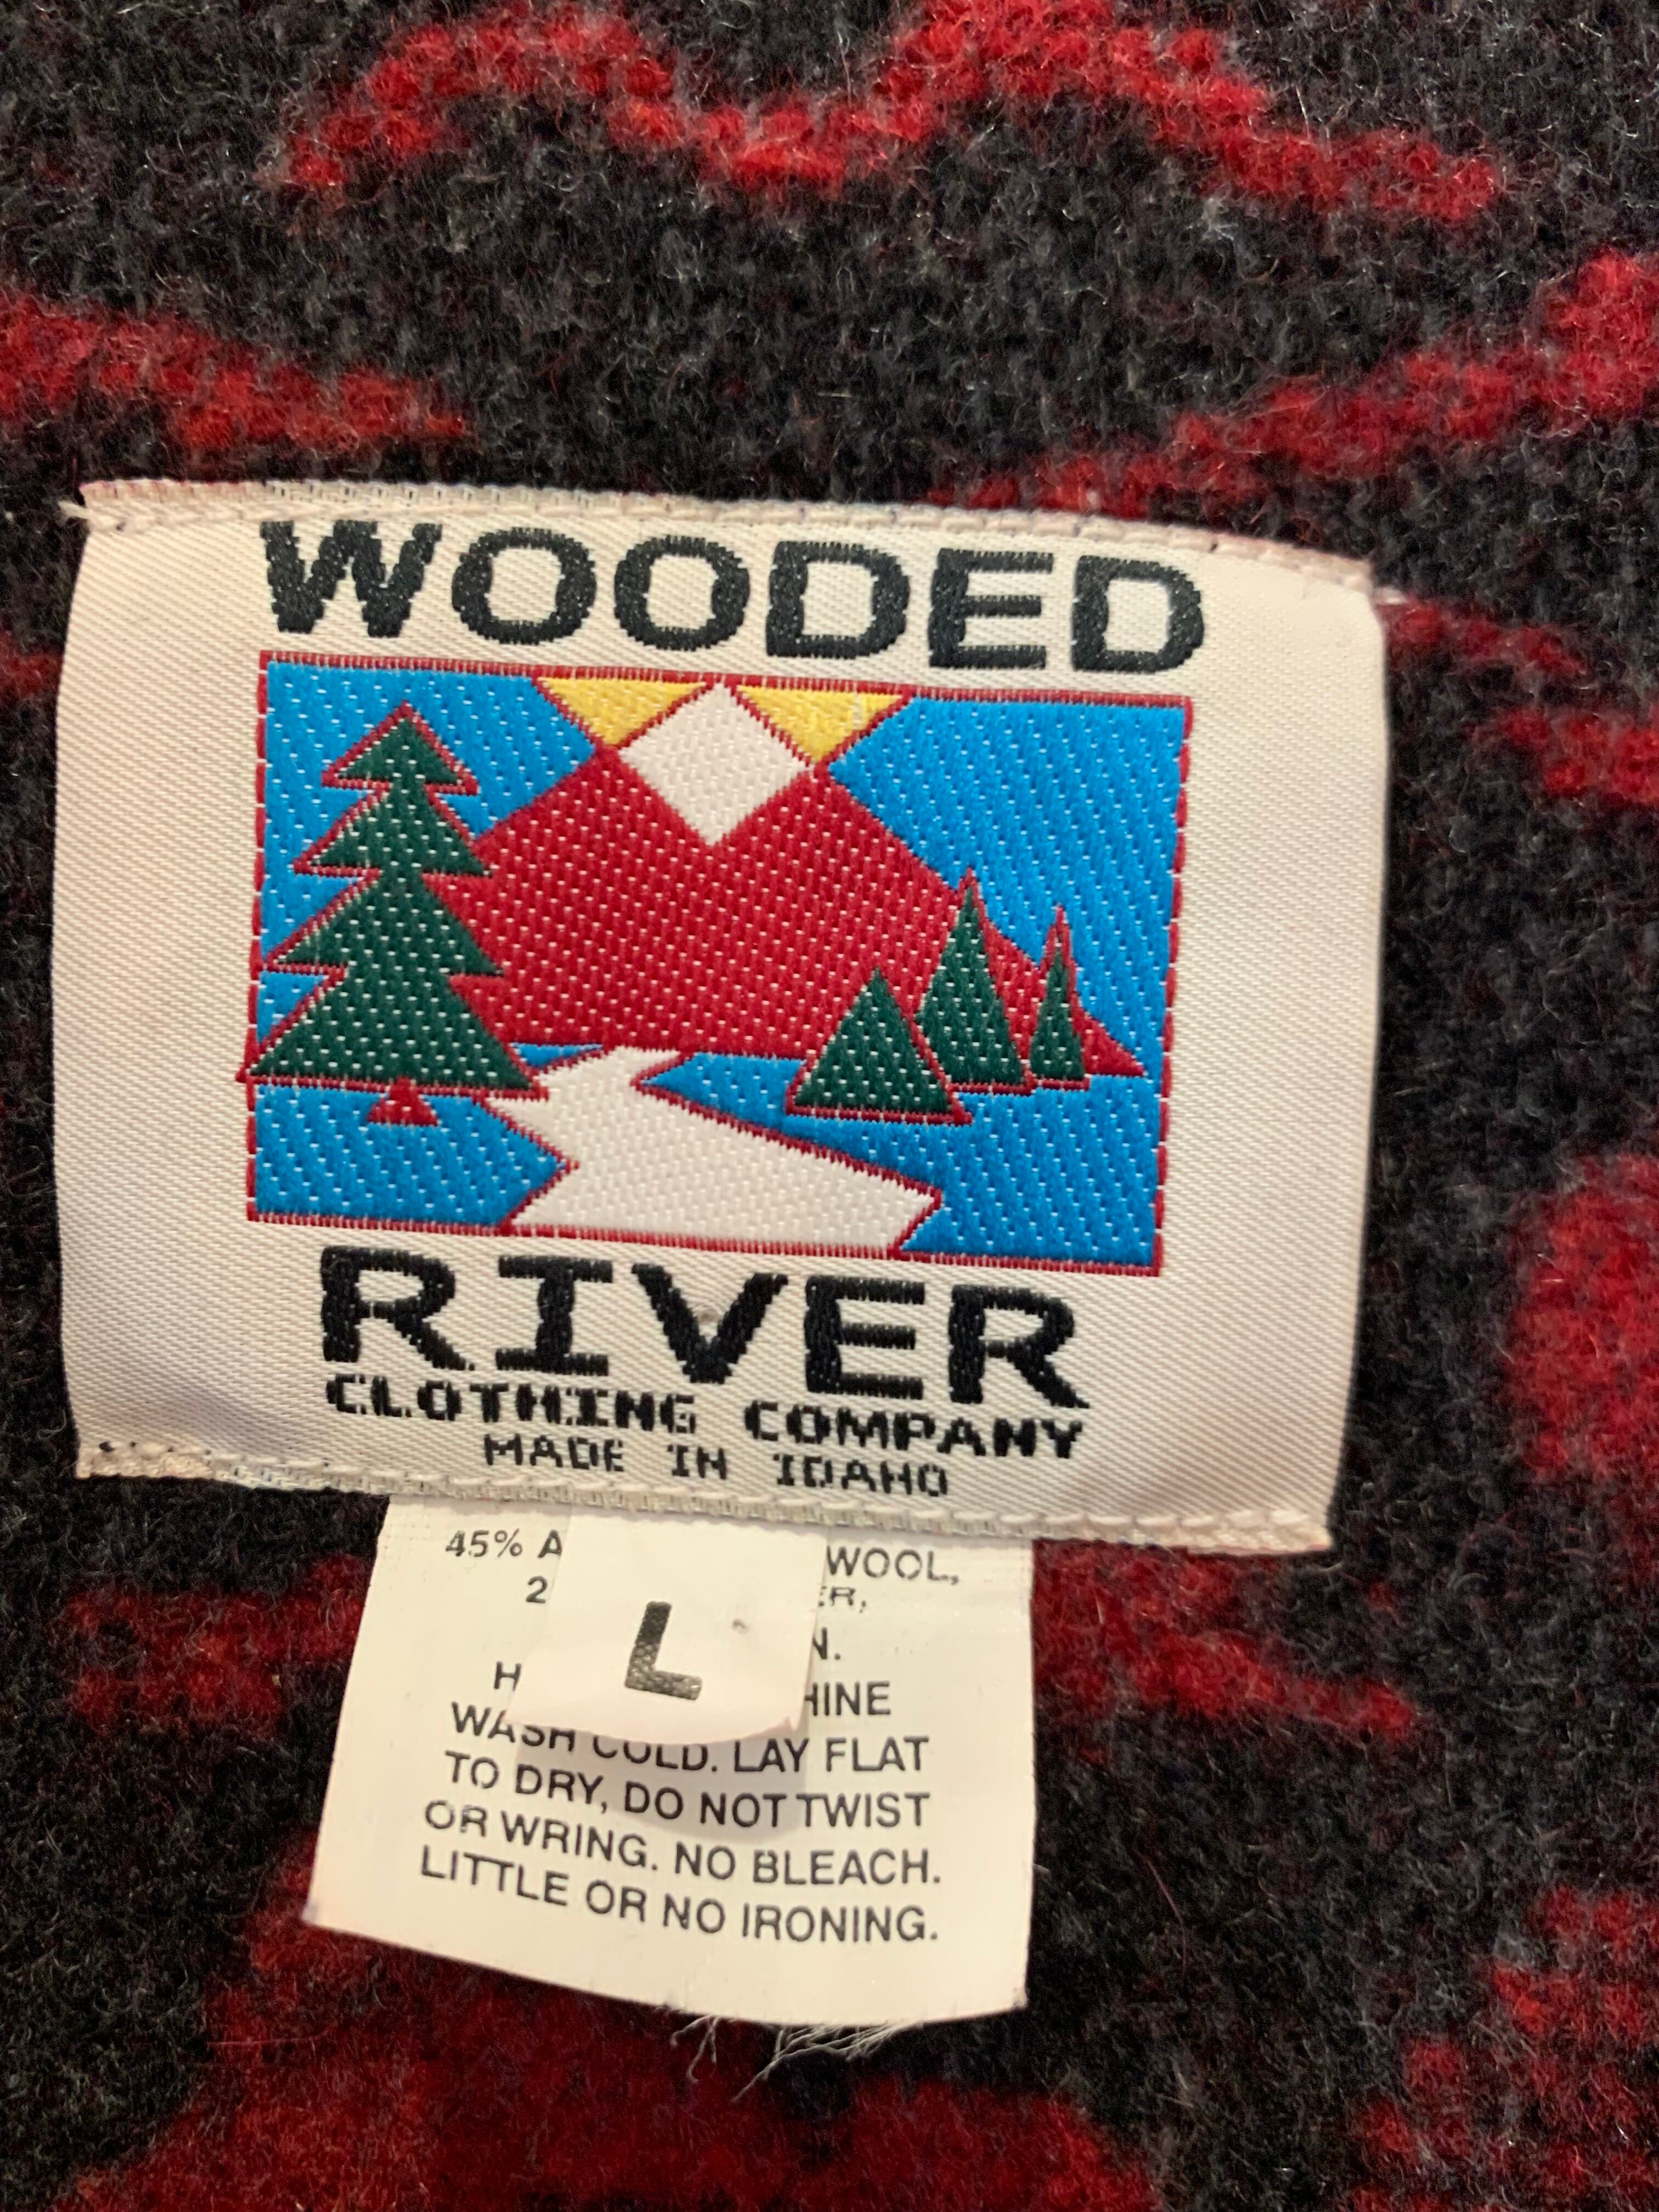 WOODED
RIVER
CLOTHING COMPANY
MADE IN IDAHO
L
45% WOOL,
WASH COLD. LAY FLAT
TO DRY, DO NOT TWIST
OR WRING. NO BLEACH.
LITTLE OR NO IRONING.